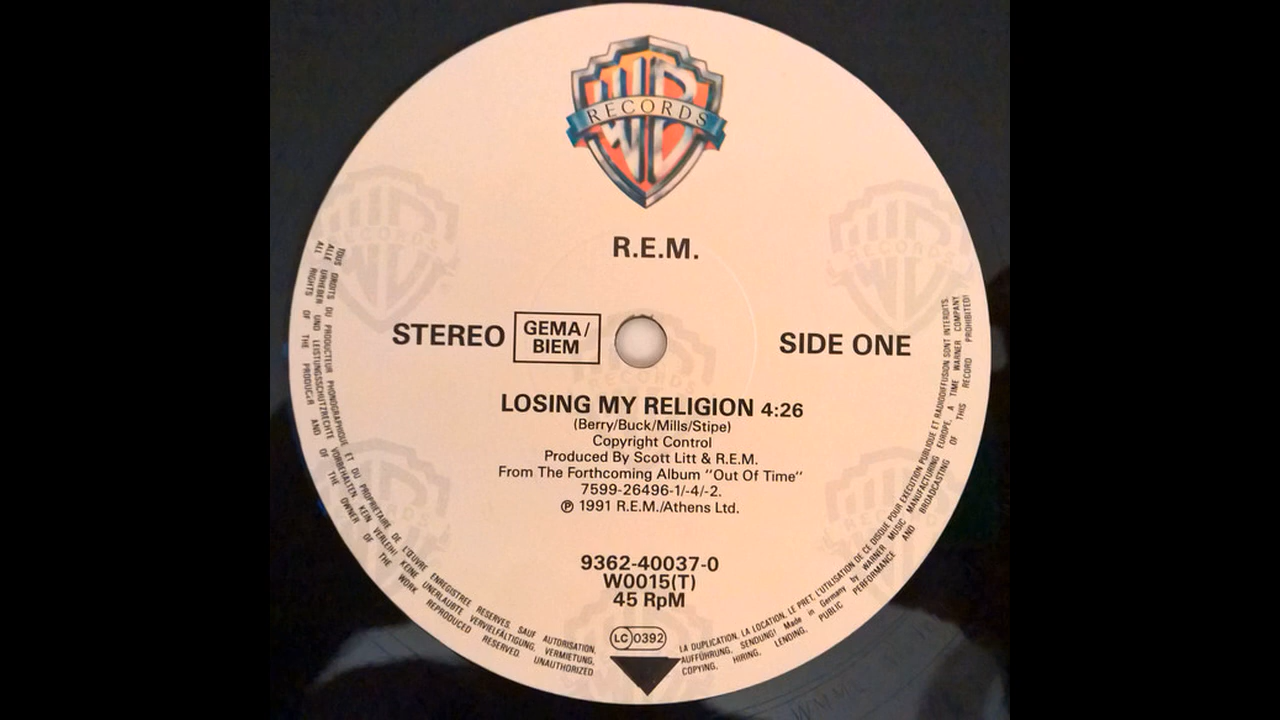 WB
RECORDS
R.E.M.
STEREO
GEMA/
BIEM
SIDE ONE
LOSING MY RELIGION 4:26
(Berry/Buck/Mills/Stipe)
Copyright Control
Produced By Scott Litt & R.E.M.
From The Forthcoming Album "Out Of Time"
7599-26496-1/-4/-2.
℗ 1991 R.E.M./Athens Ltd.
9362-40037-0
W0015(T)
45 RpM
LC 0392
TOUS DROITS DU PRODUCTEUR PHONOGRAPHIQUE ET DU PROPRIETAIRE DE L'ŒUVRE ENREGISTREE RESERVES. SAUF AUTORISATION,
LA DUPLICATION, LA LOCATION, LE PRET, L'UTILISATION DE CE DISQUE POUR EXECUTION PUBLIQUE ET RADIODIFFUSION SONT INTERDITS.
ALLE URHEBER UND LEISTUNGSSCHUTZRECHTE VORBEHALTEN. KEIN VERLEIH! KEINE UNERLAUBTE VERVIELFÄLTIGUNG, VERMIETUNG,
AUFFÜHRUNG, SENDUNG! Made in Germany by WARNER MUSIC MANUFACTURING EUROPE, A TIME WARNER COMPANY
ALL RIGHTS OF THE PRODUCER AND OF THE OWNER OF THE WORK REPRODUCED RESERVED. UNAUTHORIZED
COPYING, HIRING, LENDING, PUBLIC PERFORMANCE AND BROADCASTING OF THIS RECORD PROHIBITED!